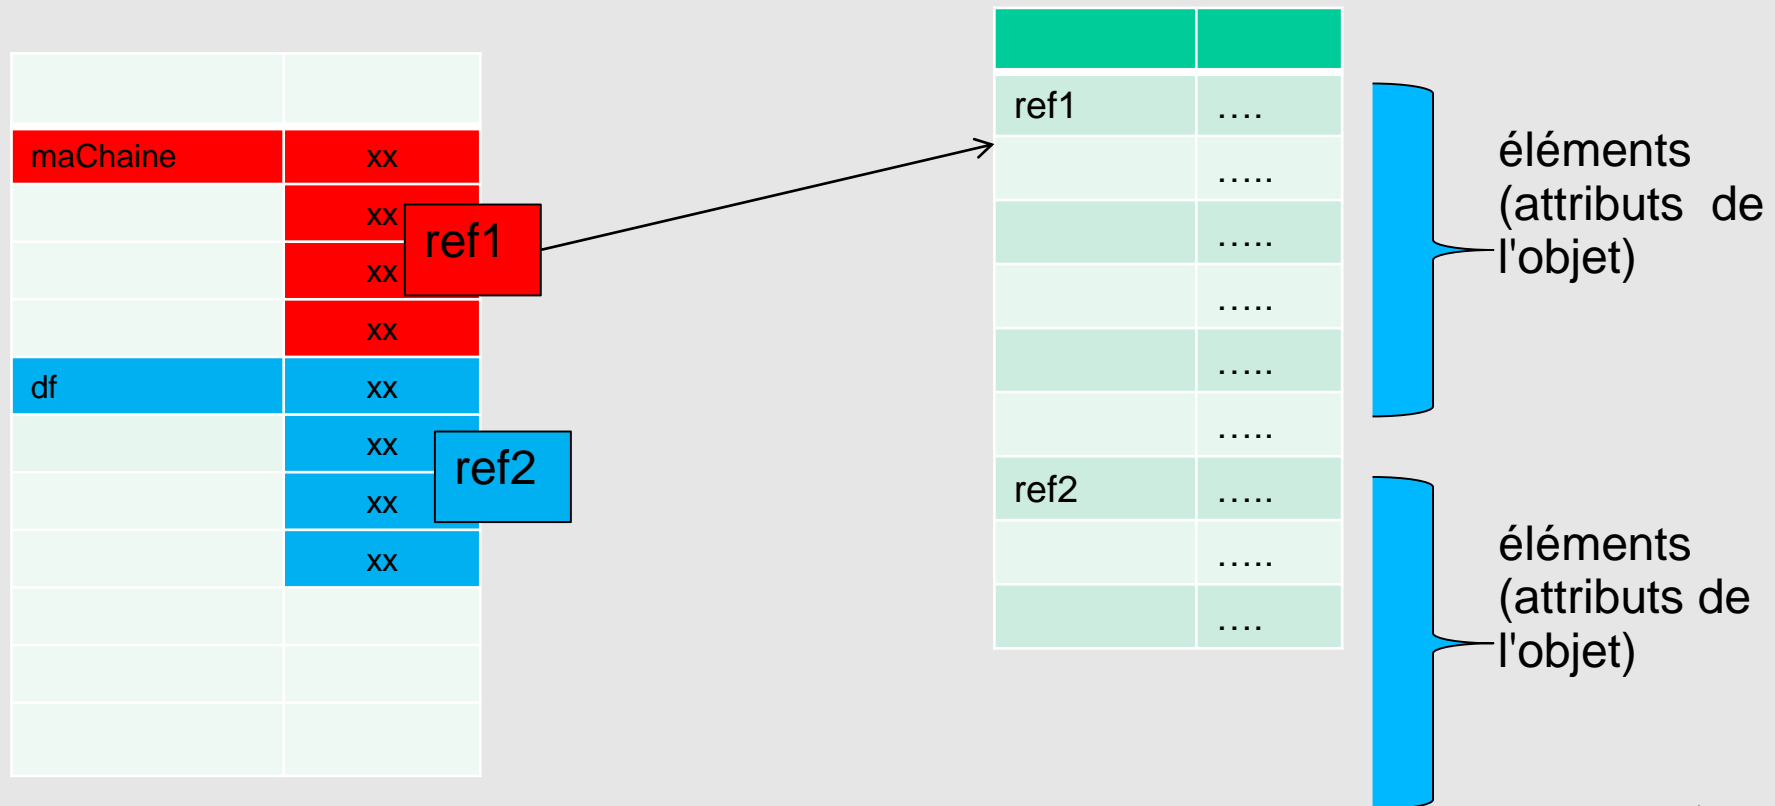 maChaine xx
xx
xx
xx
ref1
df xx
xx
xx
xx
ref2
ref1 ....
.....
.....
.....
.....
.....
ref2 .....
.....
....
éléments
(attributs de
l'objet)
éléments
(attributs de
l'objet)